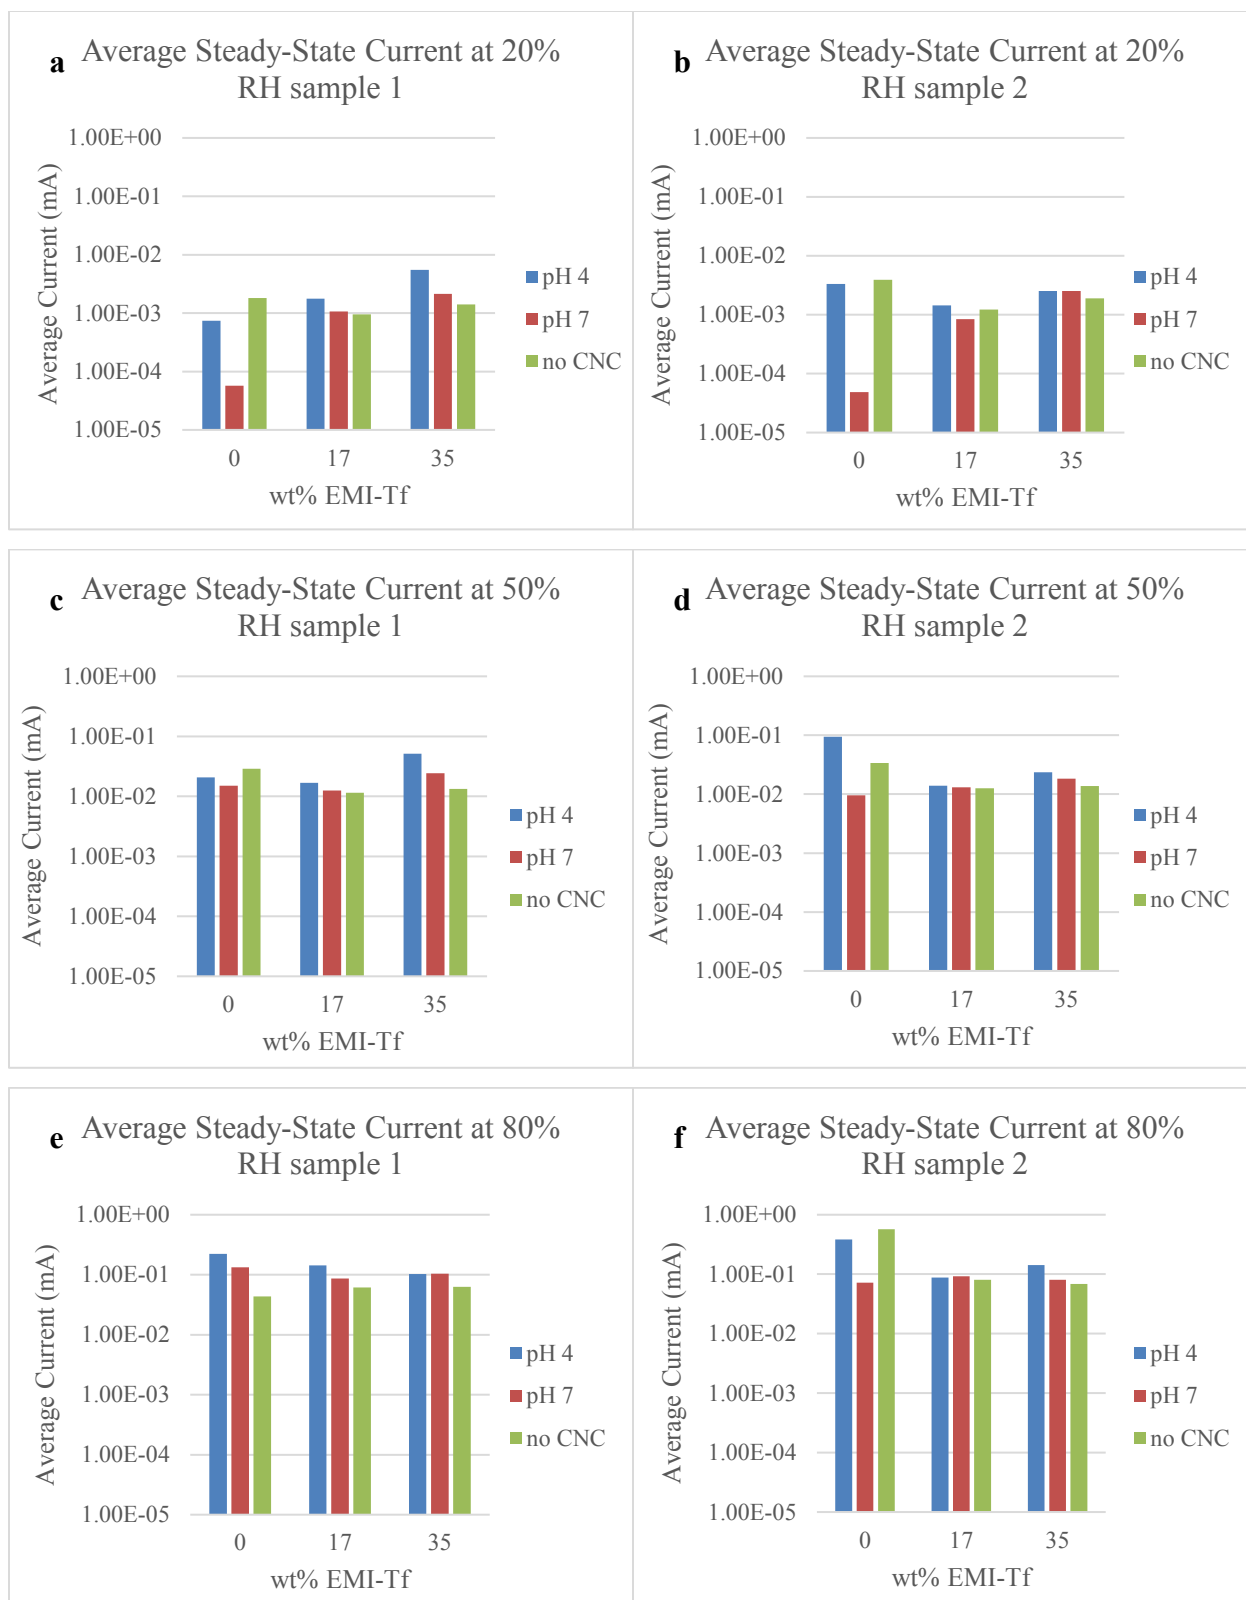 a Average Steady-State Current at 20%
RH sample 1
1.00E+00
1.00E-01
1.00E-02
1.00E-03
1.00E-04
1.00E-05
Average Current (mA)
0 17 35
wt% EMI-Tf
pH 4
pH 7
no CNC
b Average Steady-State Current at 20%
RH sample 2
1.00E+00
1.00E-01
1.00E-02
1.00E-03
1.00E-04
1.00E-05
Average Current (mA)
0 17 35
wt% EMI-Tf
pH 4
pH 7
no CNC
c Average Steady-State Current at 50%
RH sample 1
1.00E+00
1.00E-01
1.00E-02
1.00E-03
1.00E-04
1.00E-05
Average Current (mA)
0 17 35
wt% EMI-Tf
pH 4
pH 7
no CNC
d Average Steady-State Current at 50%
RH sample 2
1.00E+00
1.00E-01
1.00E-02
1.00E-03
1.00E-04
1.00E-05
Average Current (mA)
0 17 35
wt% EMI-Tf
pH 4
pH 7
no CNC
e Average Steady-State Current at 80%
RH sample 1
1.00E+00
1.00E-01
1.00E-02
1.00E-03
1.00E-04
1.00E-05
Average Current (mA)
0 17 35
wt% EMI-Tf
pH 4
pH 7
no CNC
f Average Steady-State Current at 80%
RH sample 2
1.00E+00
1.00E-01
1.00E-02
1.00E-03
1.00E-04
1.00E-05
Average Current (mA)
0 17 35
wt% EMI-Tf
pH 4
pH 7
no CNC